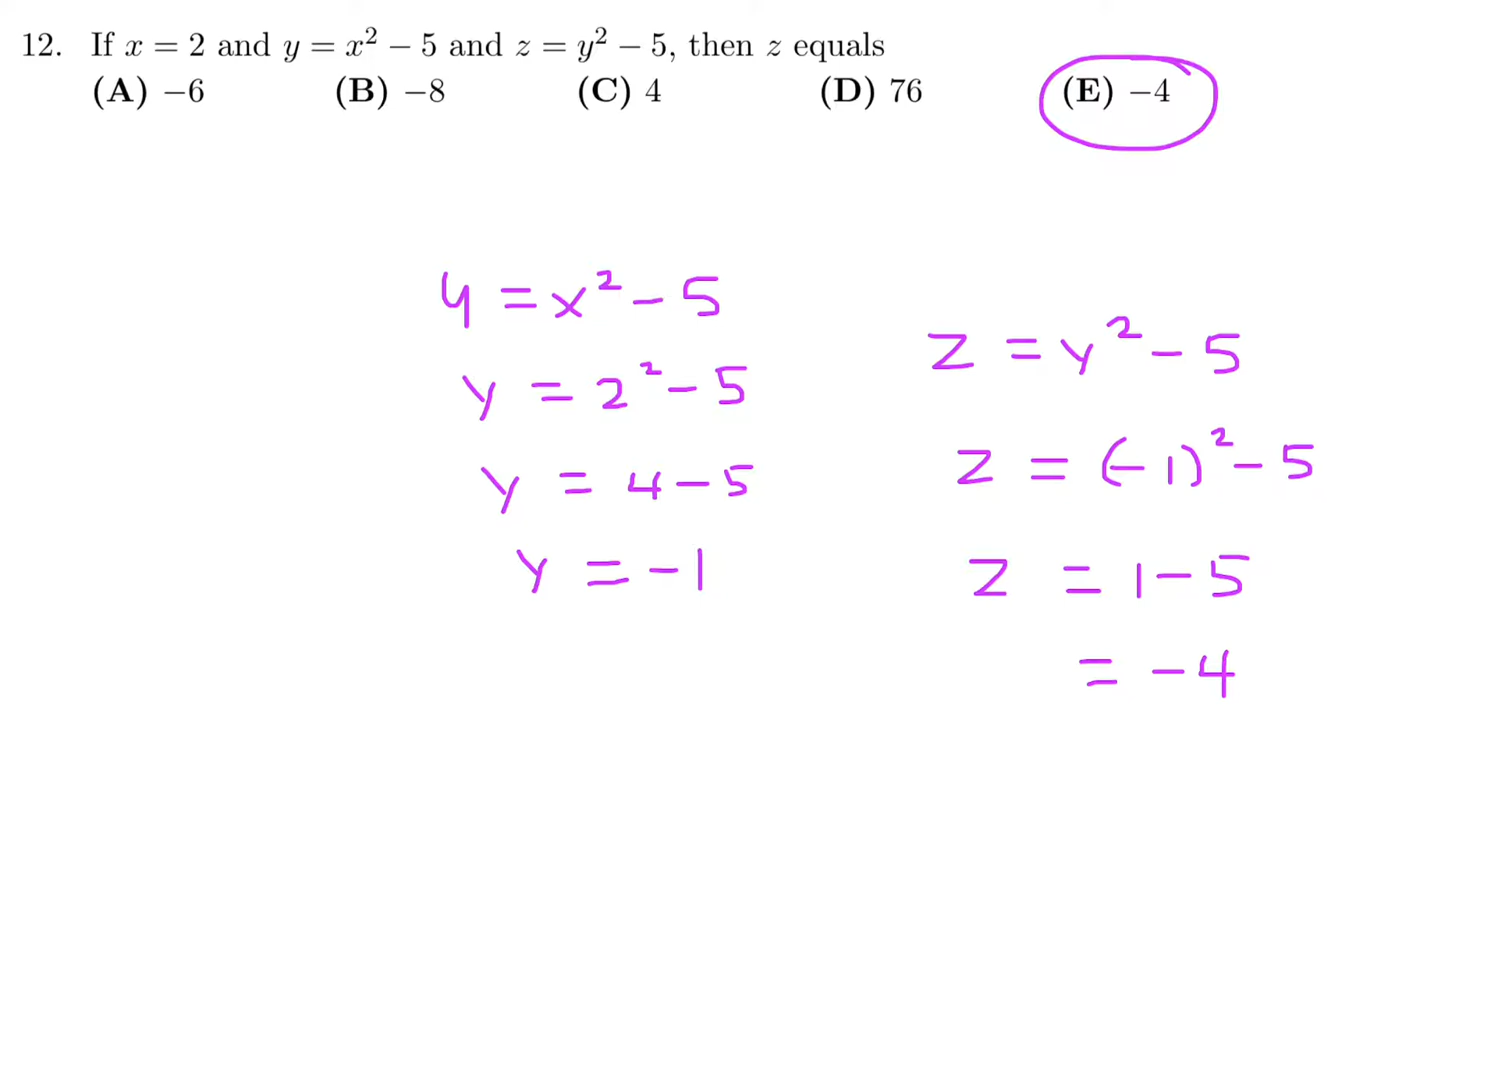 12. If x = 2 and y = x² − 5 and z = y² − 5, then z equals
(A) −6 (B) −8 (C) 4 (D) 76 (E) −4
y = x² − 5
y = 2² − 5
y = 4 − 5
y = −1
z = y² − 5
z = (−1)² − 5
z = 1 − 5
= −4